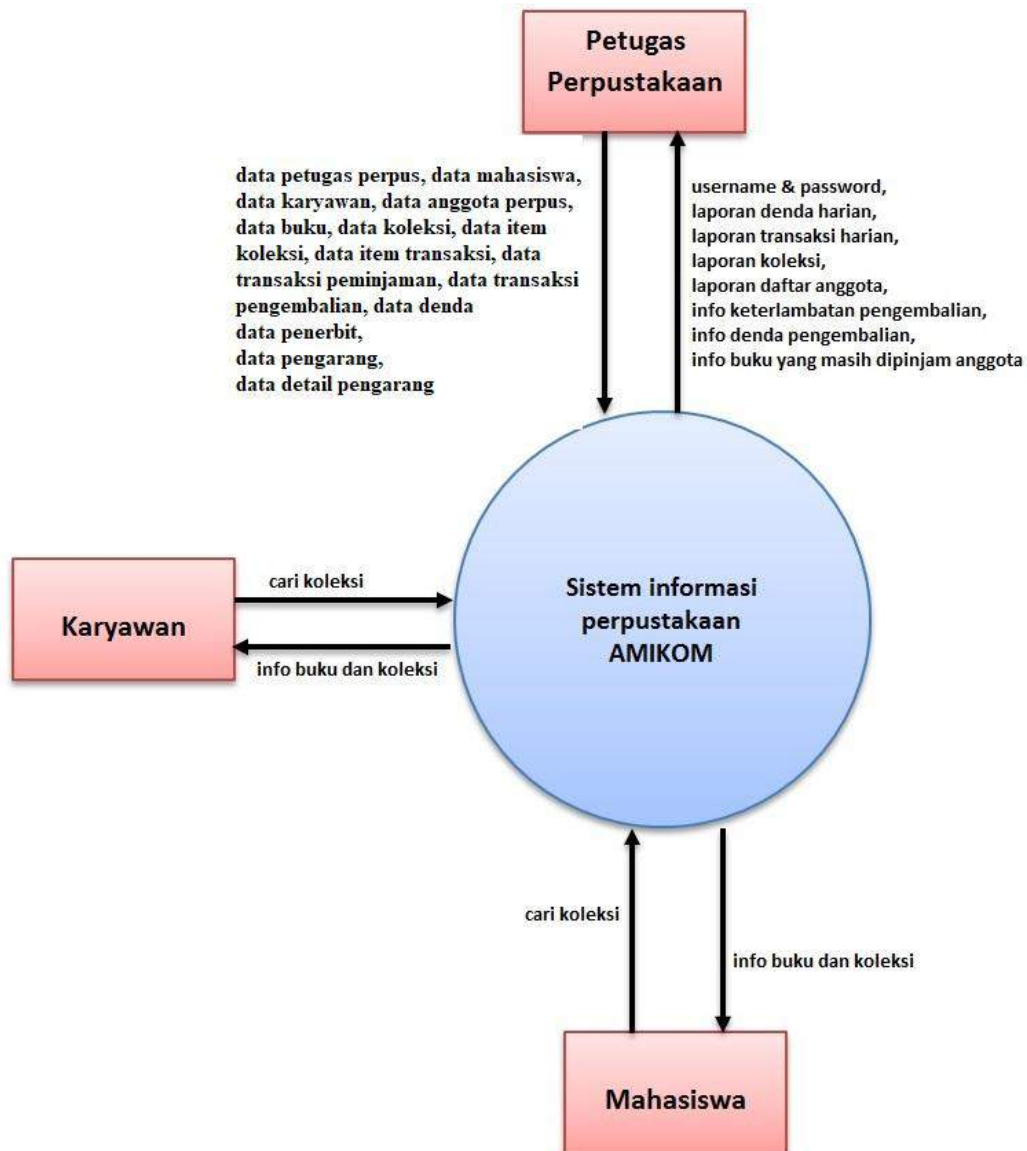 Petugas
Perpustakaan
data petugas perpus, data mahasiswa,
data karyawan, data anggota perpus,
data buku, data koleksi, data item
koleksi, data item transaksi, data
transaksi peminjaman, data transaksi
pengembalian, data denda
data penerbit,
data pengarang,
data detail pengarang
username & password,
laporan denda harian,
laporan transaksi harian,
laporan koleksi,
laporan daftar anggota,
info keterlambatan pengembalian,
info denda pengembalian,
info buku yang masih dipinjam anggota
Karyawan
cari koleksi
info buku dan koleksi
Sistem informasi
perpustakaan
AMIKOM
cari koleksi
info buku dan koleksi
Mahasiswa